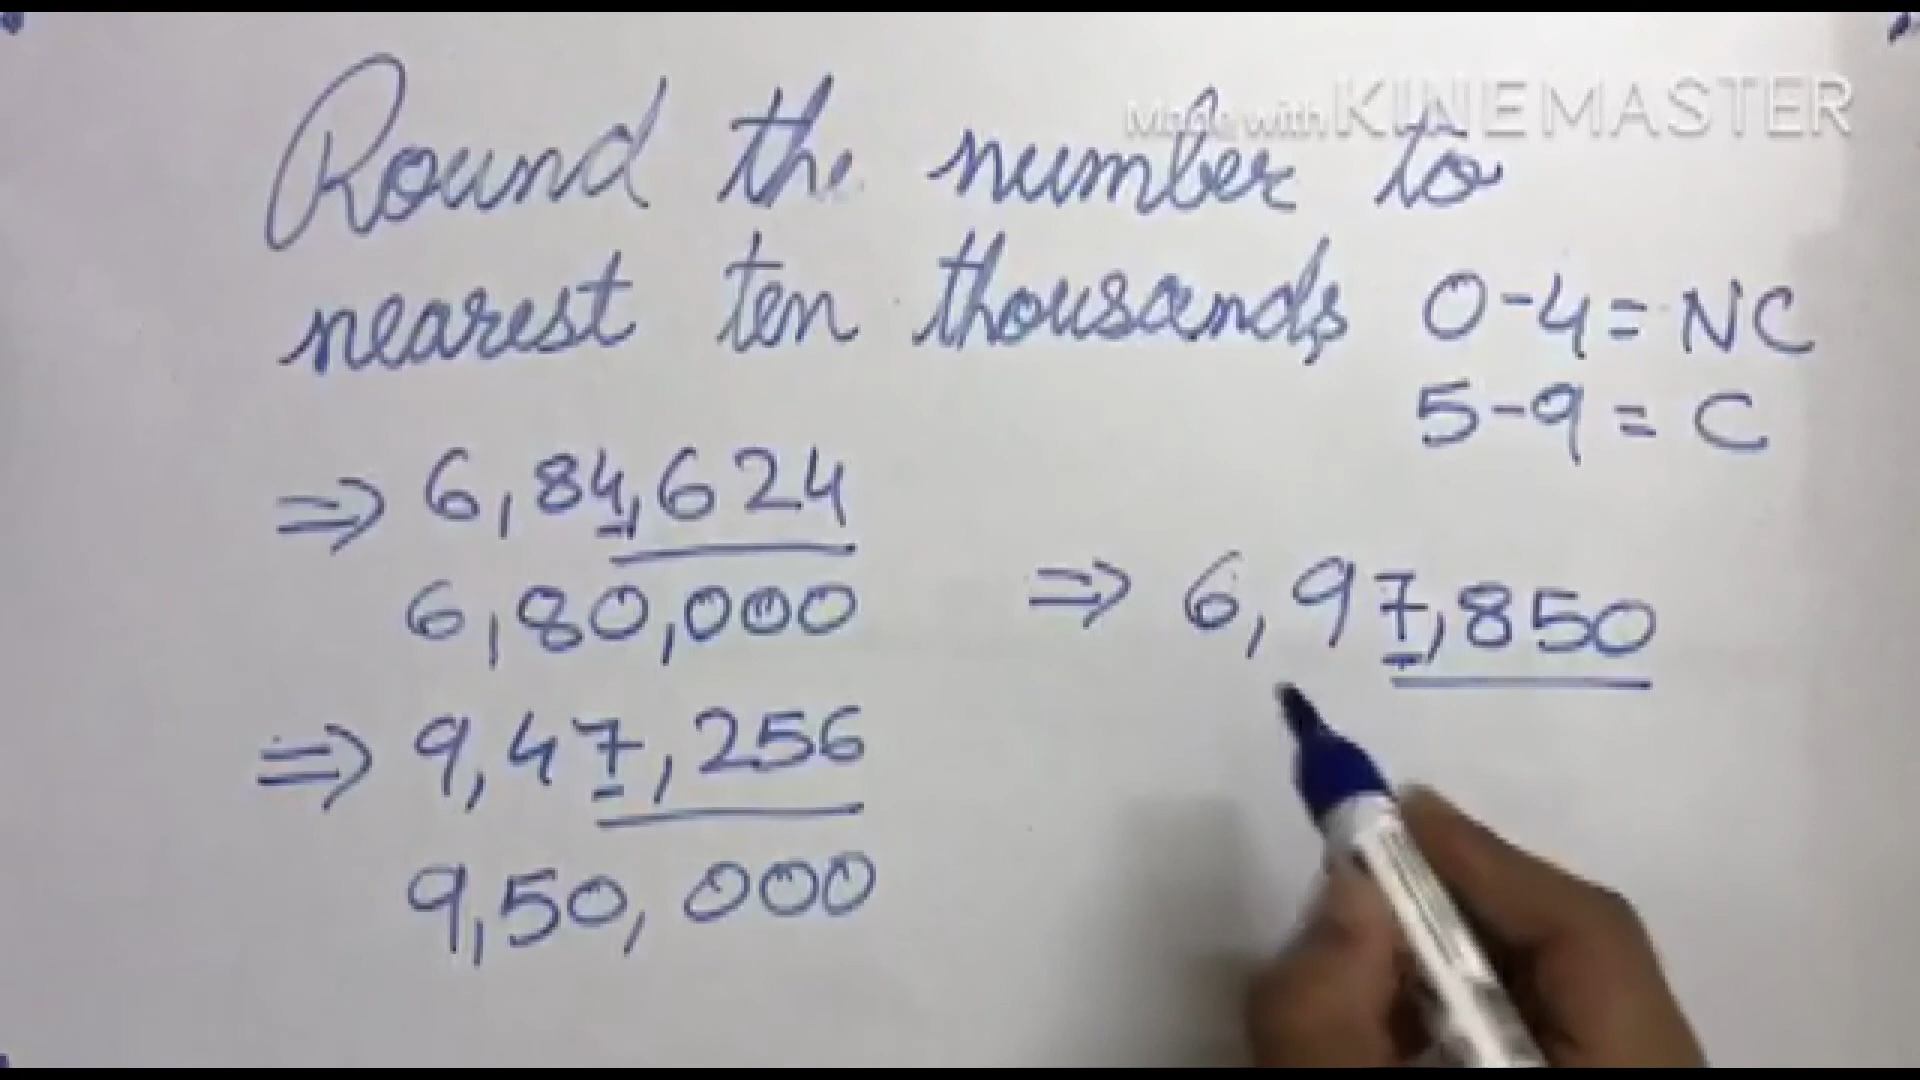 Made with KINEMASTER
Round the number to
nearest ten thousands
0-4 = NC
5-9 = C
⇒ 6,84,624
6,80,000
⇒ 9,47,256
9,50,000
⇒ 6,97,850